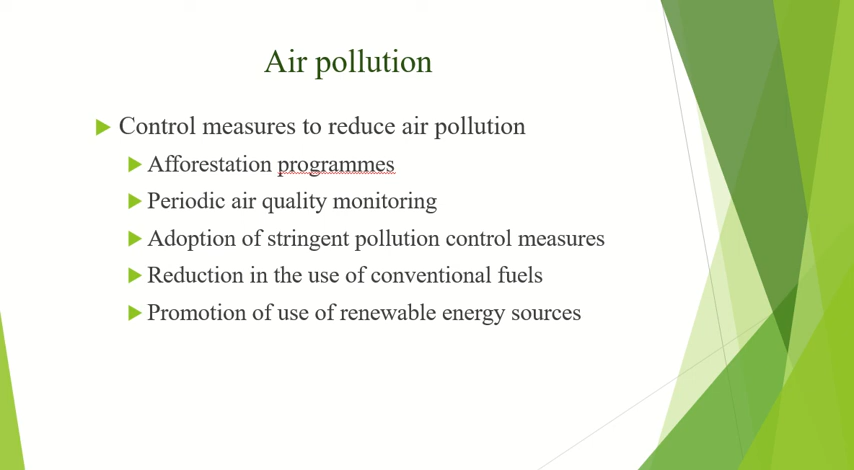 Air pollution
Control measures to reduce air pollution
Afforestation programmes
Periodic air quality monitoring
Adoption of stringent pollution control measures
Reduction in the use of conventional fuels
Promotion of use of renewable energy sources